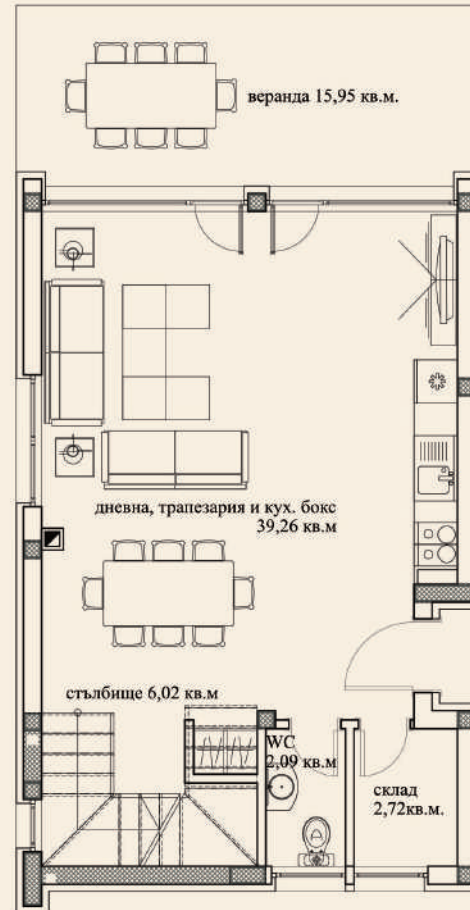 веранда 15,95 кв.м.
дневна, трапезария и кух. бокс
39,26 кв.м
стълбище 6,02 кв.м
WC
2,09 кв.м
склад
2,72кв.м.